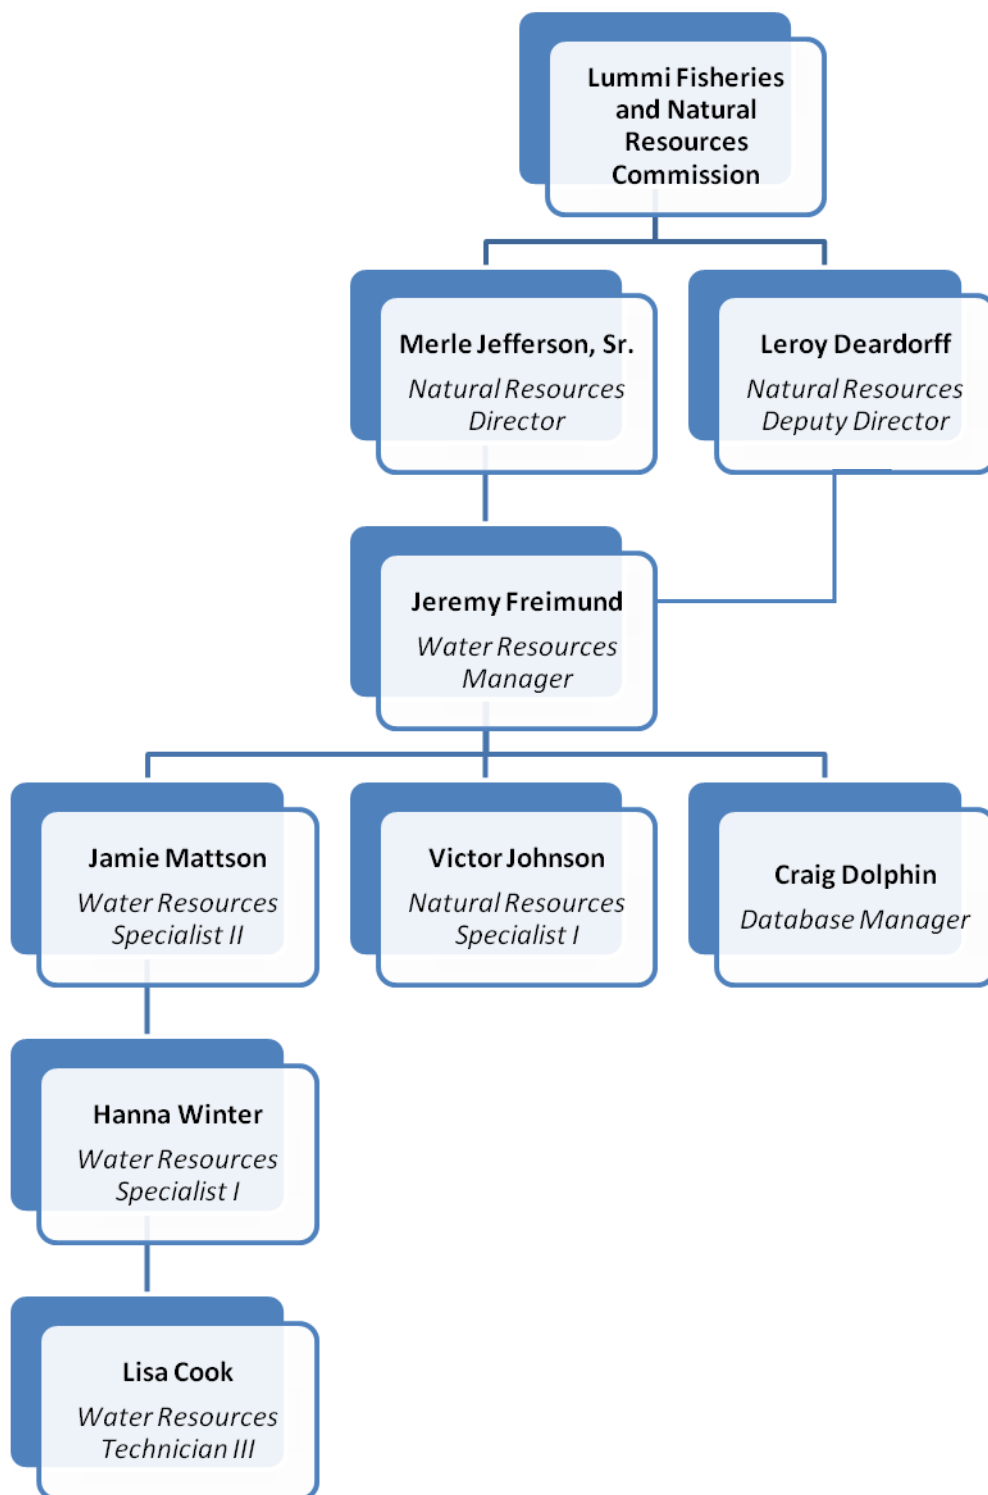 Lummi Fisheries
and Natural
Resources
Commission
Merle Jefferson, Sr.
Natural Resources
Director
Leroy Deardorff
Natural Resources
Deputy Director
Jeremy Freimund
Water Resources
Manager
Jamie Mattson
Water Resources
Specialist II
Victor Johnson
Natural Resources
Specialist I
Craig Dolphin
Database Manager
Hanna Winter
Water Resources
Specialist I
Lisa Cook
Water Resources
Technician III